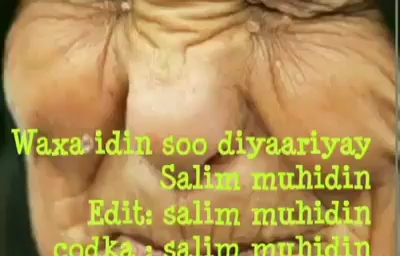 Waxa idin soo diyaariyay
Salim muhidin
Edit: salim muhidin
codka : salim muhidin